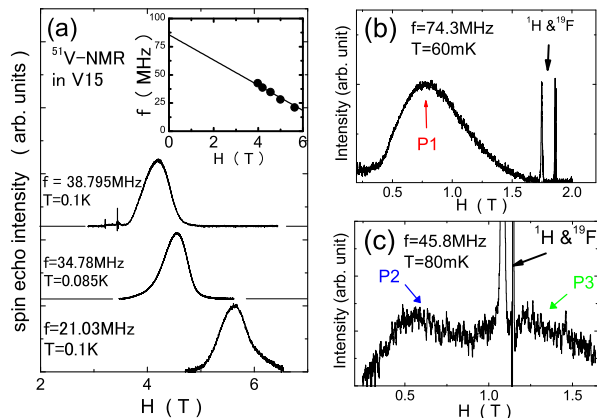 (a)
51V-NMR
in V15
100
75
50
25
0
f (MHz)
0 2 4 6
H (T)
spin echo intensity (arb. units)
f = 38.795MHz
T=0.1K
f=34.78MHz
T=0.085K
f=21.03MHz
T=0.1K
2 4 6
H (T)
(b)
f=74.3MHz
T=60mK
1H &19F
P1
Intensity (arb. unit)
0.5 1.0 1.5 2.0
H (T)
(c)
f=45.8MHz
T=80mK
1H &19F
P2
P3
Intensity (arb. unit)
0.5 1.0 1.5
H (T)